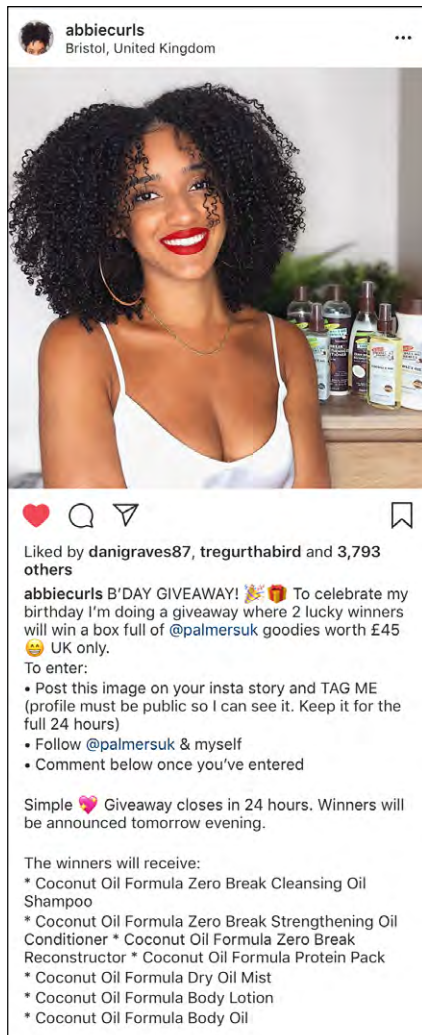 abbiecurls
Bristol, United Kingdom
Liked by danigraves87, tregurthabird and 3,793
others
abbiecurls B'DAY GIVEAWAY! 🎉🎁 To celebrate my
birthday I'm doing a giveaway where 2 lucky winners
will win a box full of @palmersuk goodies worth £45
😁 UK only.
To enter:
• Post this image on your insta story and TAG ME
(profile must be public so I can see it. Keep it for the
full 24 hours)
• Follow @palmersuk & myself
• Comment below once you've entered
Simple 💖 Giveaway closes in 24 hours. Winners will
be announced tomorrow evening.
The winners will receive:
* Coconut Oil Formula Zero Break Cleansing Oil
Shampoo
* Coconut Oil Formula Zero Break Strengthening Oil
Conditioner * Coconut Oil Formula Zero Break
Reconstructor * Coconut Oil Formula Protein Pack
* Coconut Oil Formula Dry Oil Mist
* Coconut Oil Formula Body Lotion
* Coconut Oil Formula Body Oil